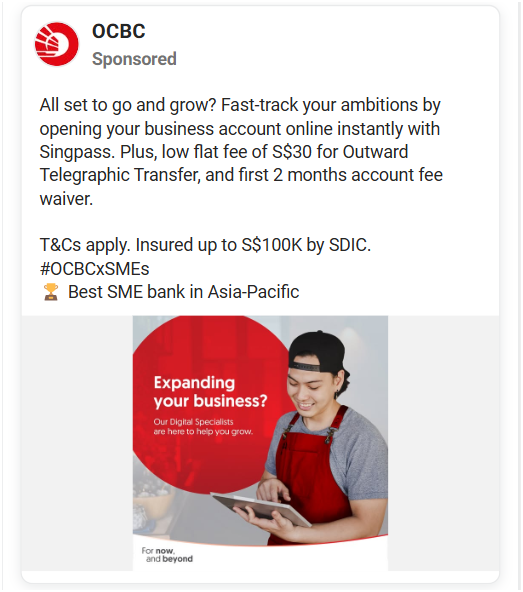 OCBC
Sponsored
All set to go and grow? Fast-track your ambitions by
opening your business account online instantly with
Singpass. Plus, low flat fee of S$30 for Outward
Telegraphic Transfer, and first 2 months account fee
waiver.
T&Cs apply. Insured up to S$100K by SDIC.
#OCBCxSMEs
🏆 Best SME bank in Asia-Pacific
Expanding
your business?
Our Digital Specialists
are here to help you grow.
For now,
and beyond